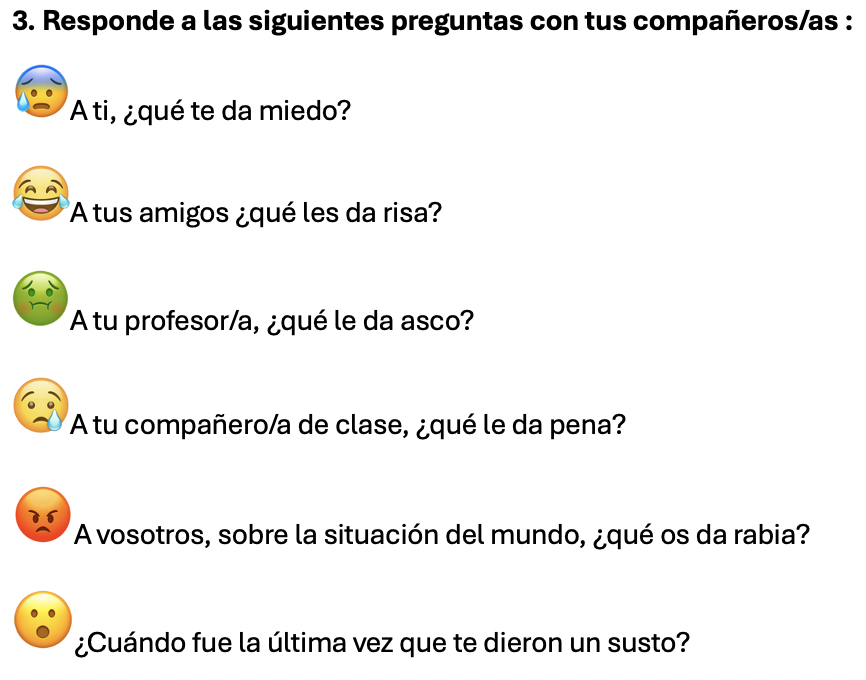 3. Responde a las siguientes preguntas con tus compañeros/as :
A ti, ¿qué te da miedo?
A tus amigos ¿qué les da risa?
A tu profesor/a, ¿qué le da asco?
A tu compañero/a de clase, ¿qué le da pena?
A vosotros, sobre la situación del mundo, ¿qué os da rabia?
¿Cuándo fue la última vez que te dieron un susto?